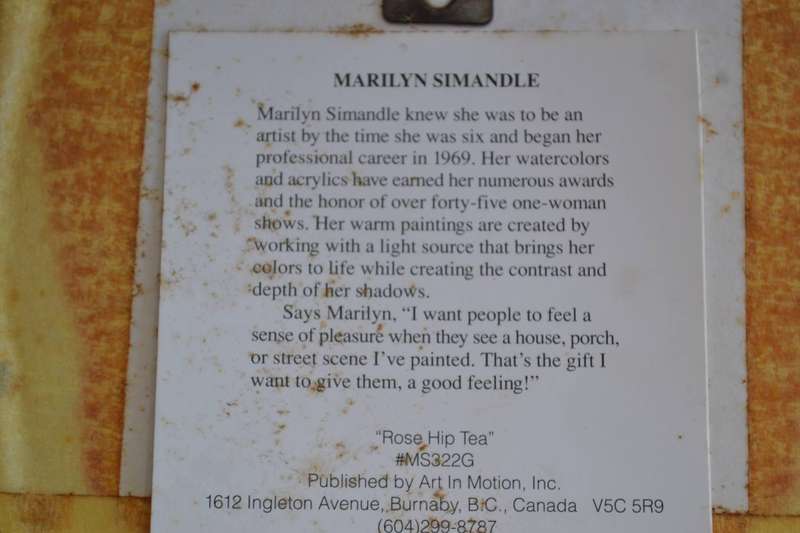 MARILYN SIMANDLE
Marilyn Simandle knew she was to be an
artist by the time she was six and began her
professional career in 1969. Her watercolors
and acrylics have earned her numerous awards
and the honor of over forty-five one-woman
shows. Her warm paintings are created by
working with a light source that brings her
colors to life while creating the contrast and
depth of her shadows.
Says Marilyn, “I want people to feel a
sense of pleasure when they see a house, porch,
or street scene I’ve painted. That’s the gift I
want to give them, a good feeling!”
“Rose Hip Tea”
#MS322G
Published by Art In Motion, Inc.
1612 Ingleton Avenue, Burnaby, B.C., Canada V5C 5R9
(604)299-8787